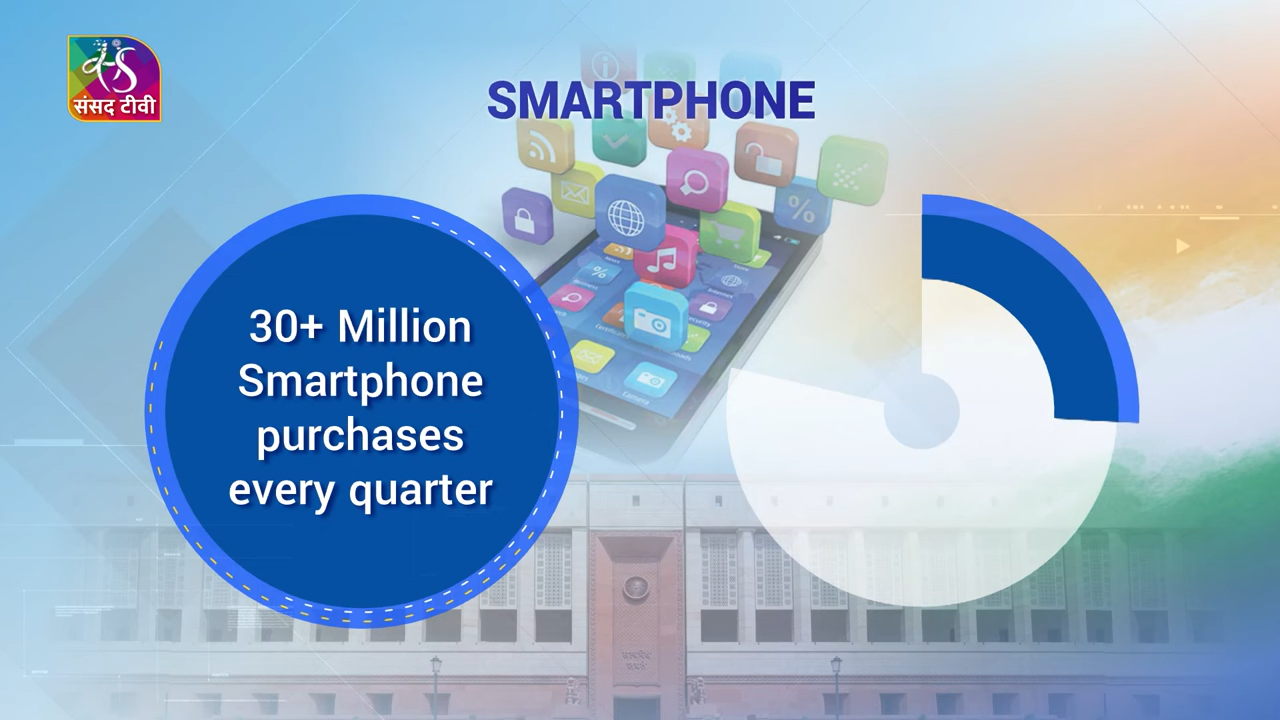 संसद टीवी
SMARTPHONE
30+ Million
Smartphone
purchases
every quarter